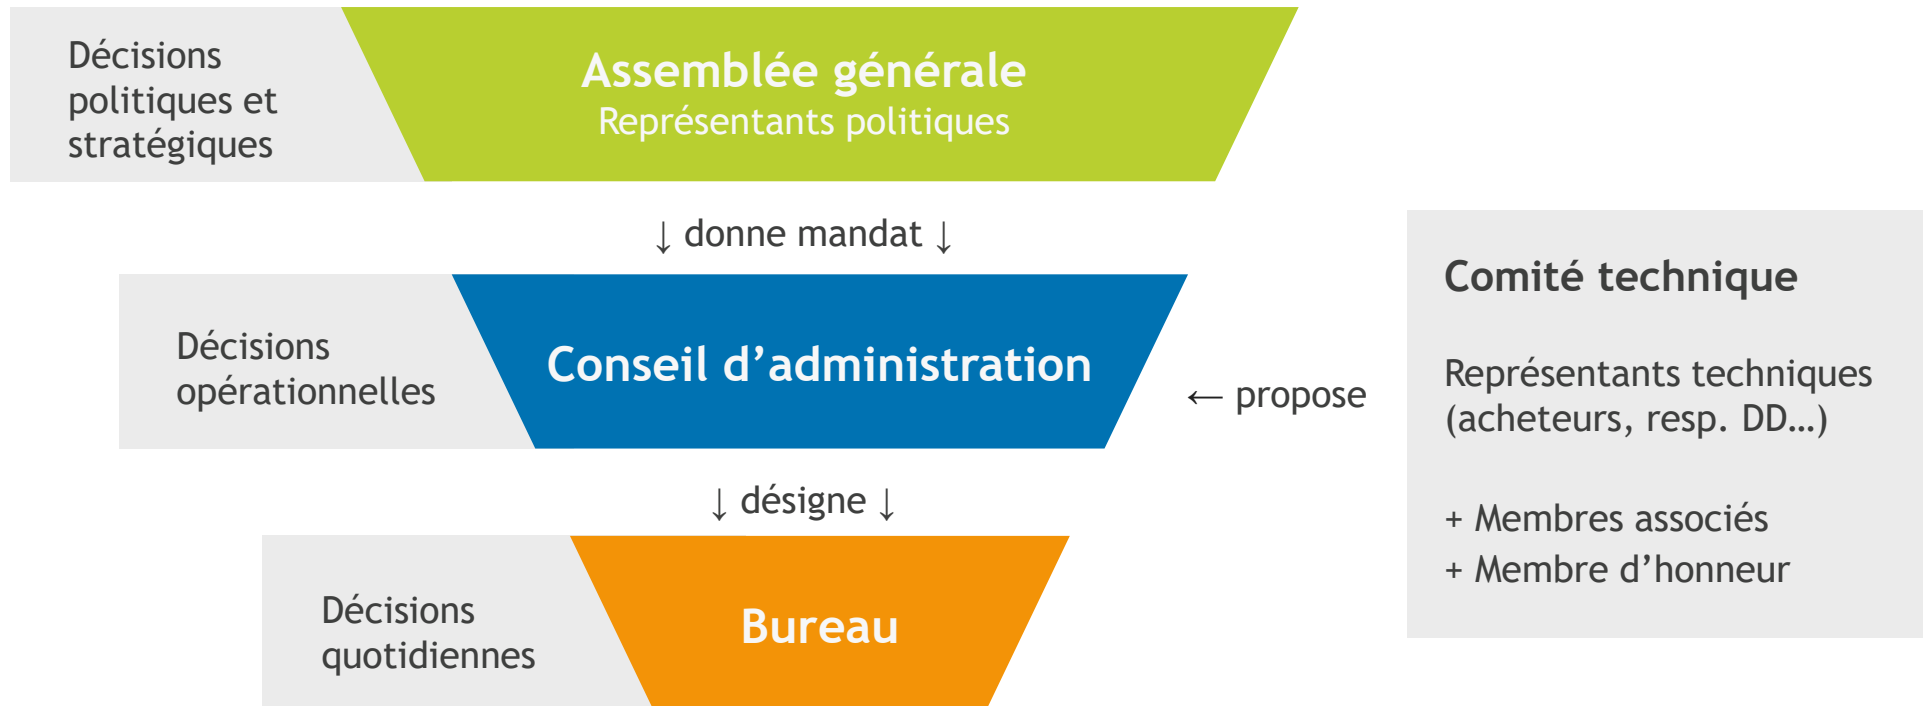 Décisions
politiques et
stratégiques
Assemblée générale
Représentants politiques
↓ donne mandat ↓
Décisions
opérationnelles
Conseil d’administration
← propose
↓ désigne ↓
Décisions
quotidiennes
Bureau
Comité technique
Représentants techniques
(acheteurs, resp. DD…)
+ Membres associés
+ Membre d’honneur